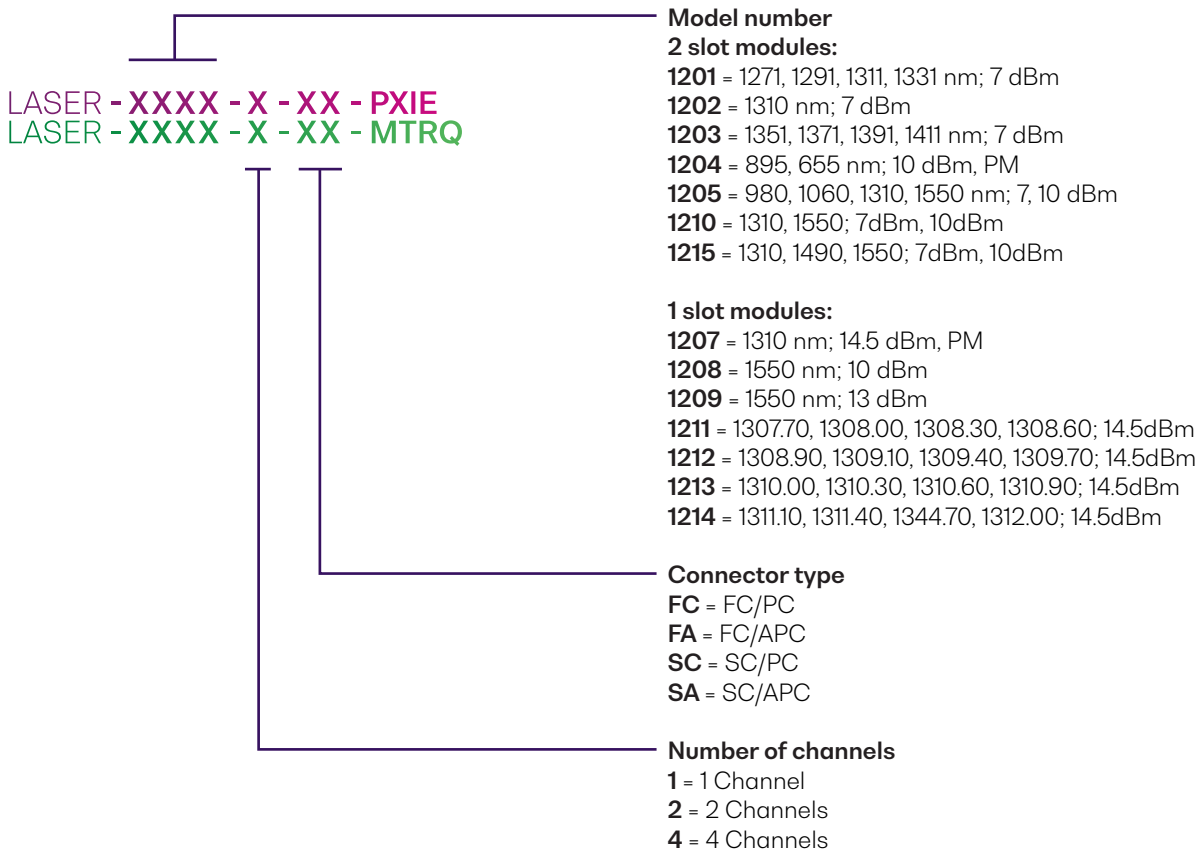 Model number
2 slot modules:
1201 = 1271, 1291, 1311, 1331 nm; 7 dBm
1202 = 1310 nm; 7 dBm
1203 = 1351, 1371, 1391, 1411 nm; 7 dBm
1204 = 895, 655 nm; 10 dBm, PM
1205 = 980, 1060, 1310, 1550 nm; 7, 10 dBm
1210 = 1310, 1550; 7dBm, 10dBm
1215 = 1310, 1490, 1550; 7dBm, 10dBm
LASER - XXXX - X - XX - PXIE
LASER - XXXX - X - XX - MTRQ
1 slot modules:
1207 = 1310 nm; 14.5 dBm, PM
1208 = 1550 nm; 10 dBm
1209 = 1550 nm; 13 dBm
1211 = 1307.70, 1308.00, 1308.30, 1308.60; 14.5dBm
1212 = 1308.90, 1309.10, 1309.40, 1309.70; 14.5dBm
1213 = 1310.00, 1310.30, 1310.60, 1310.90; 14.5dBm
1214 = 1311.10, 1311.40, 1344.70, 1312.00; 14.5dBm
Connector type
FC = FC/PC
FA = FC/APC
SC = SC/PC
SA = SC/APC
Number of channels
1 = 1 Channel
2 = 2 Channels
4 = 4 Channels